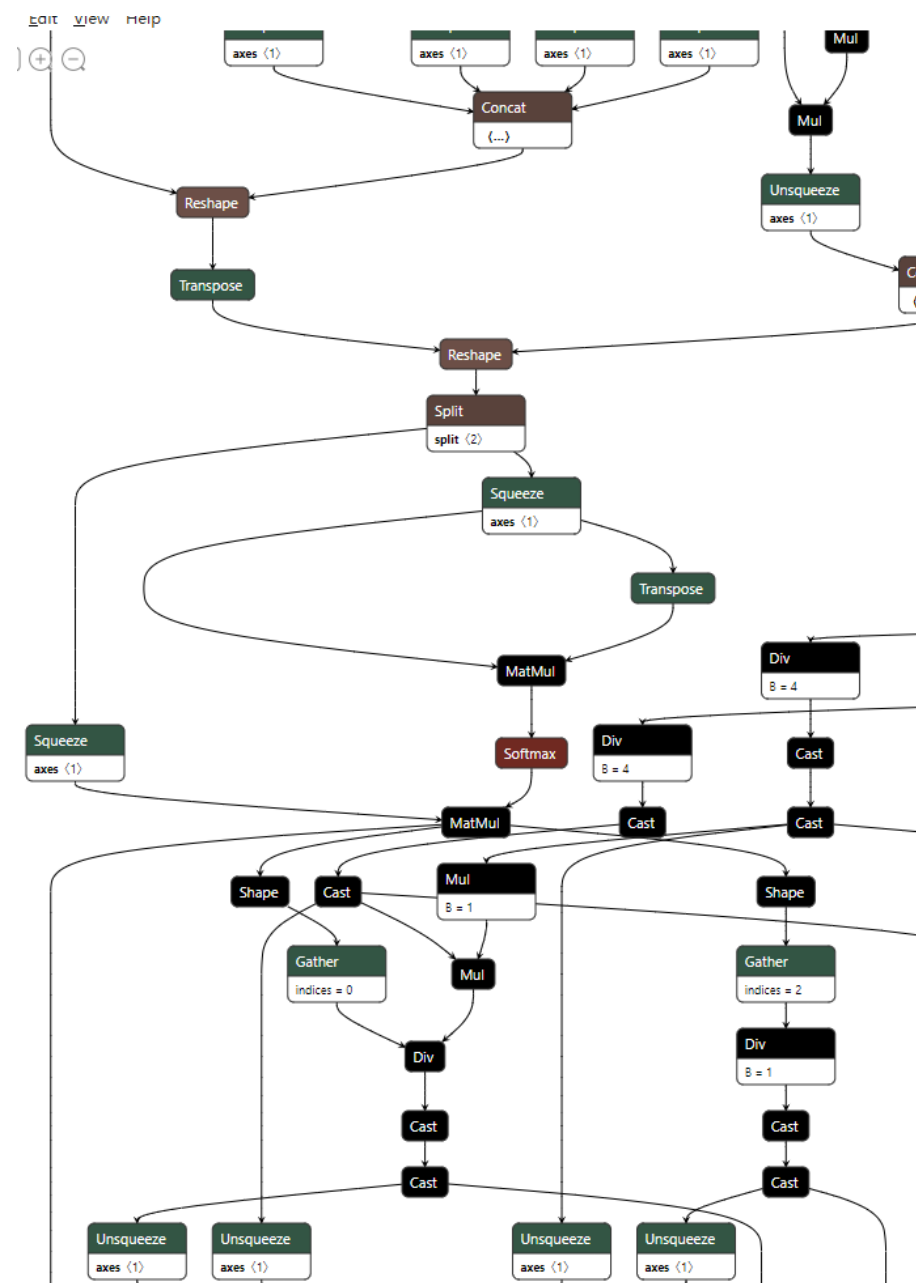 Edit View Help
axes 〈1〉
axes 〈1〉
axes 〈1〉
axes 〈1〉
Mul
Concat
{...}
Mul
Unsqueeze
axes 〈1〉
Reshape
Transpose
Reshape
Split
split 〈2〉
Squeeze
axes 〈1〉
Transpose
MatMul
Div
B = 4
Squeeze
axes 〈1〉
Softmax
Div
B = 4
Cast
MatMul
Cast
Cast
Shape
Cast
Mul
B = 1
Shape
Gather
indices = 0
Mul
Gather
indices = 2
Div
Div
B = 1
Cast
Cast
Cast
Cast
Unsqueeze
axes 〈1〉
Unsqueeze
axes 〈1〉
Unsqueeze
axes 〈1〉
Unsqueeze
axes 〈1〉